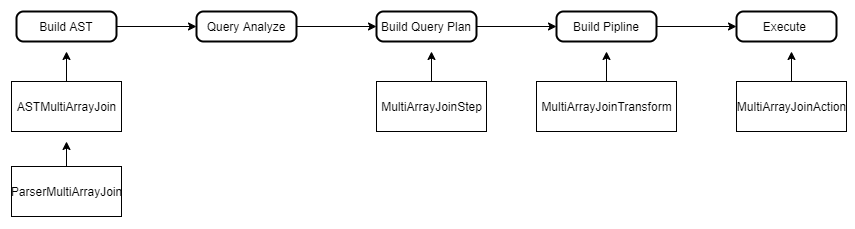 Build AST
Query Analyze
Build Query Plan
Build Pipline
Execute
ASTMultiArrayJoin
MultiArrayJoinStep
MultiArrayJoinTransform
MultiArrayJoinAction
ParserMultiArrayJoin